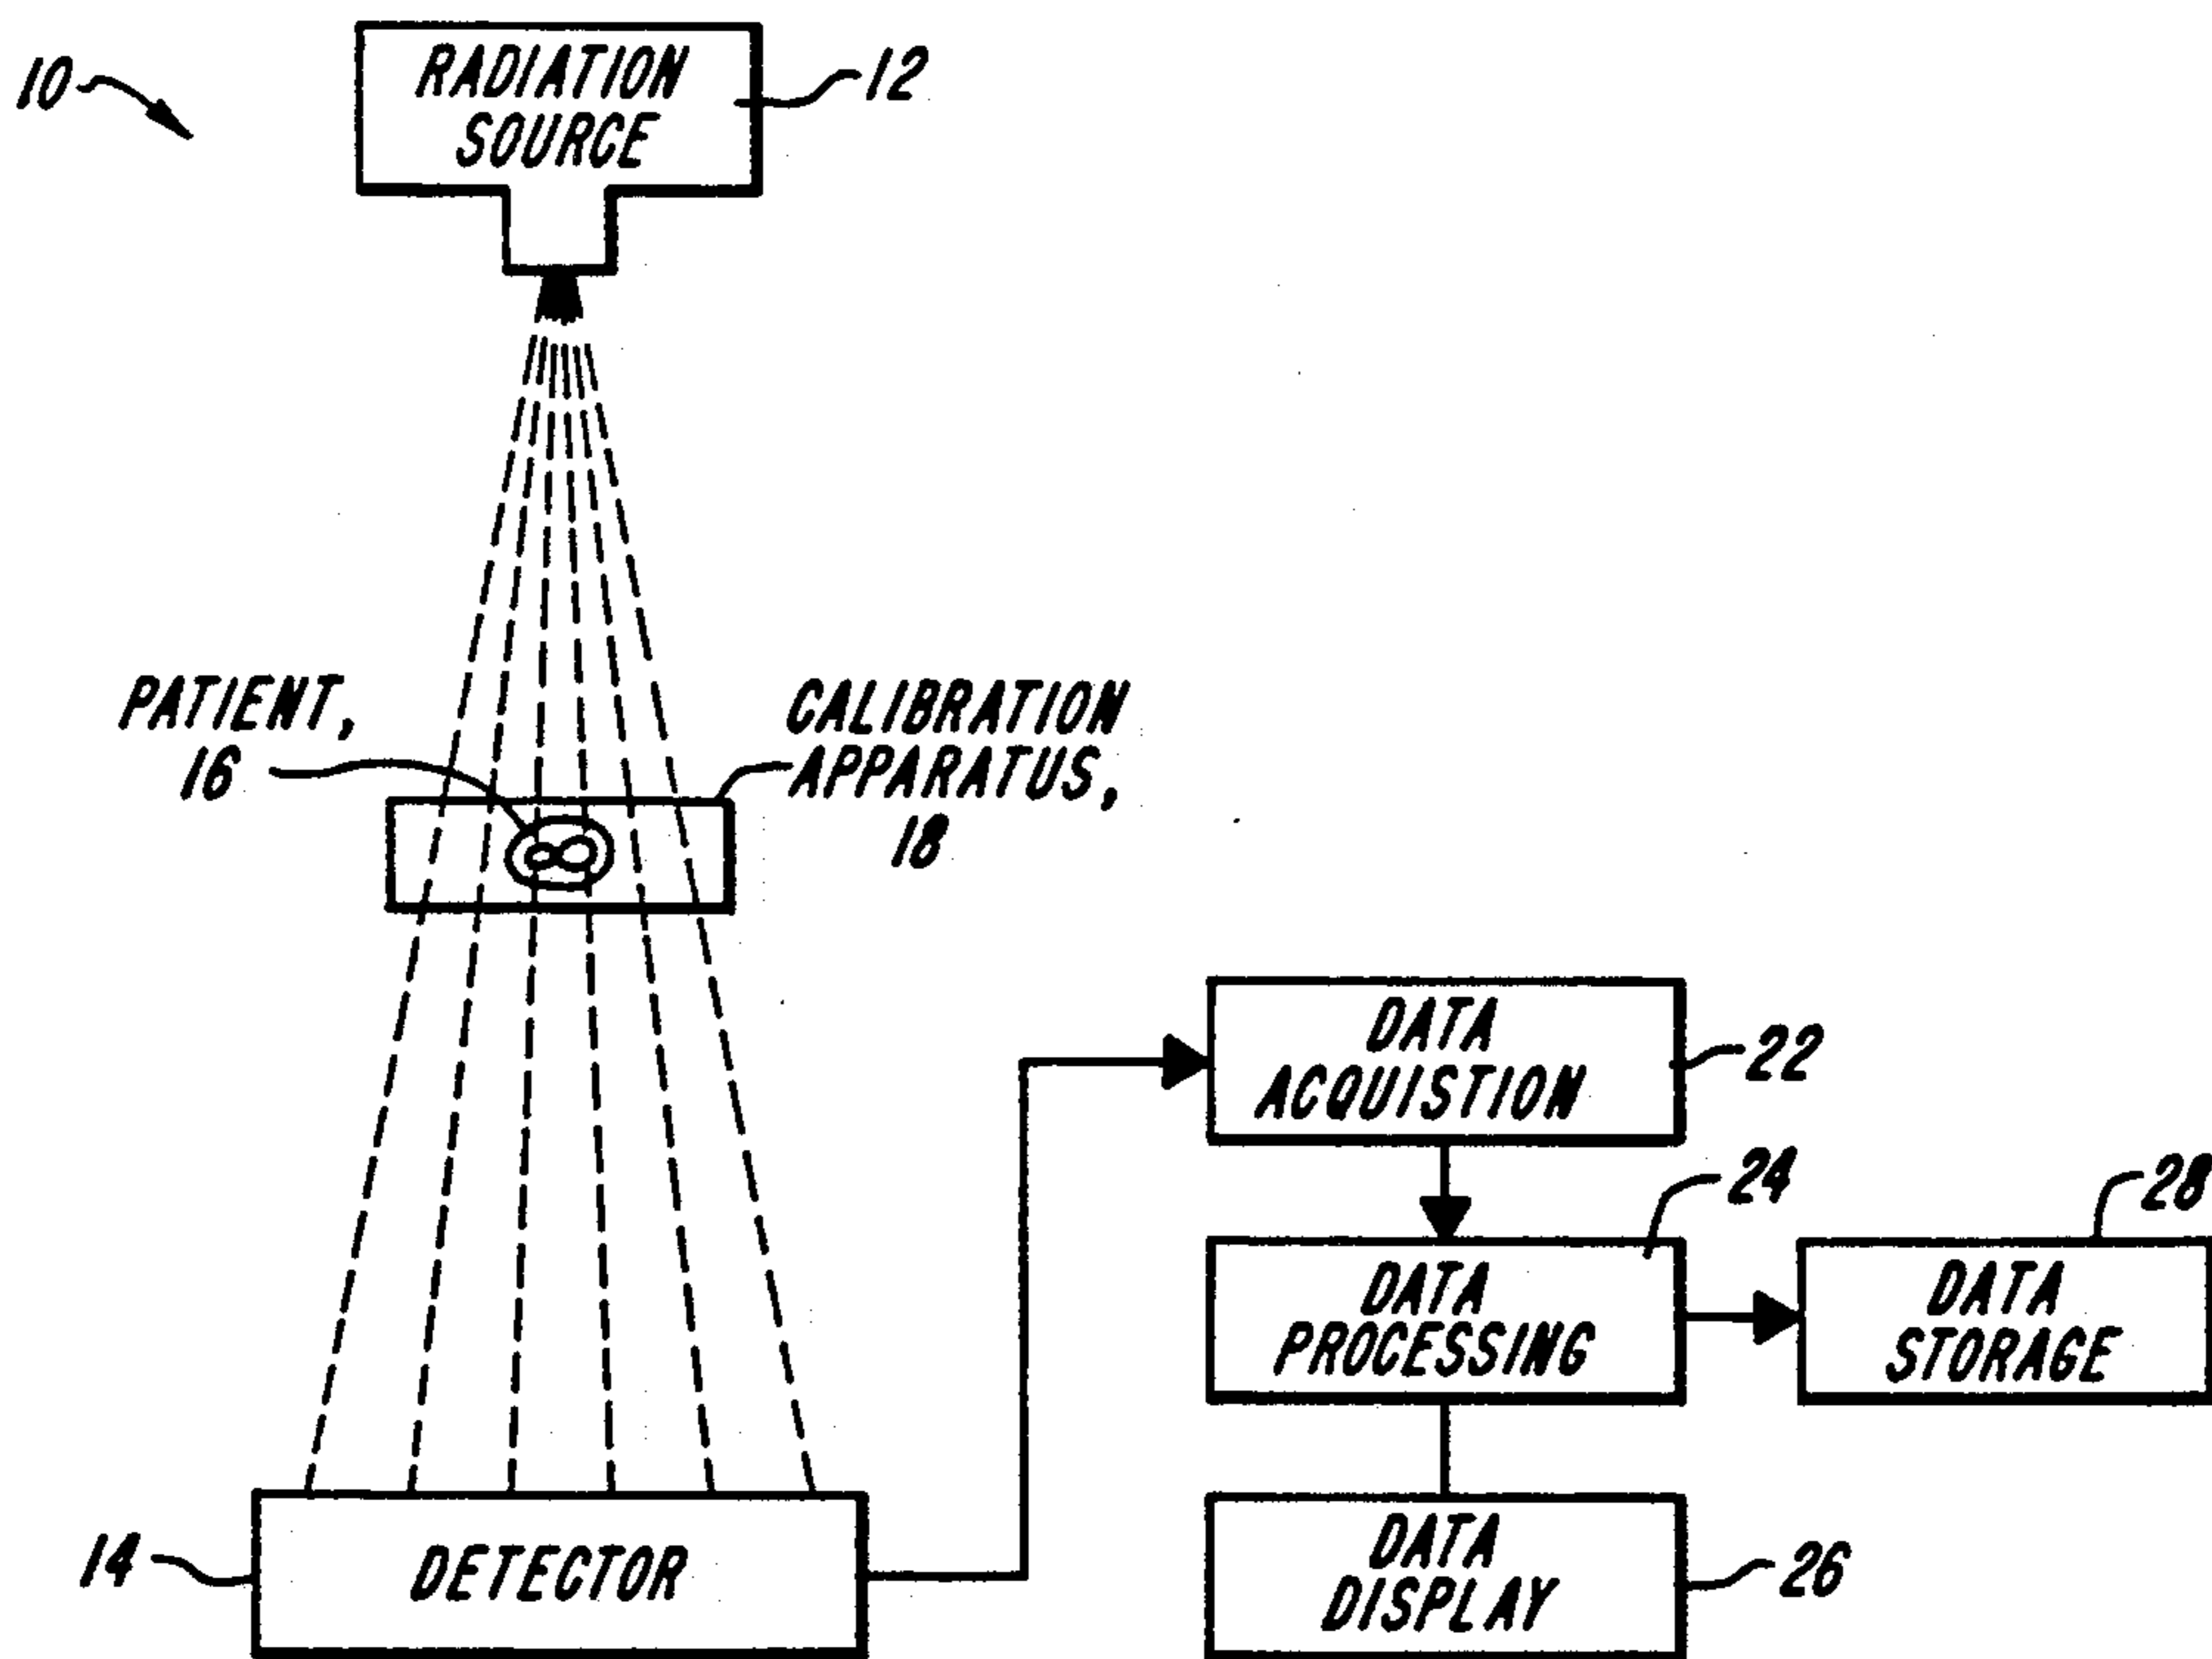 10
RADIATION
SOURCE
12
PATIENT,
16
CALIBRATION
APPARATUS,
18
DATA
ACQUISTION
22
DATA
PROCESSING
24
DATA
STORAGE
28
DETECTOR
14
DATA
DISPLAY
26